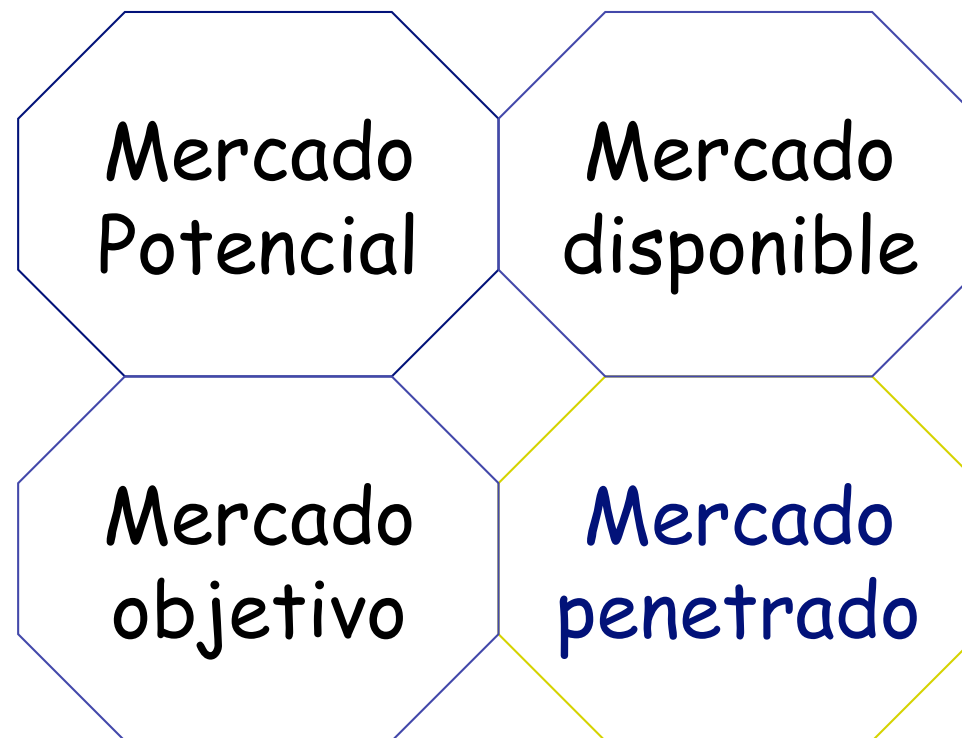 Mercado
Potencial
Mercado
disponible
Mercado
objetivo
Mercado
penetrado